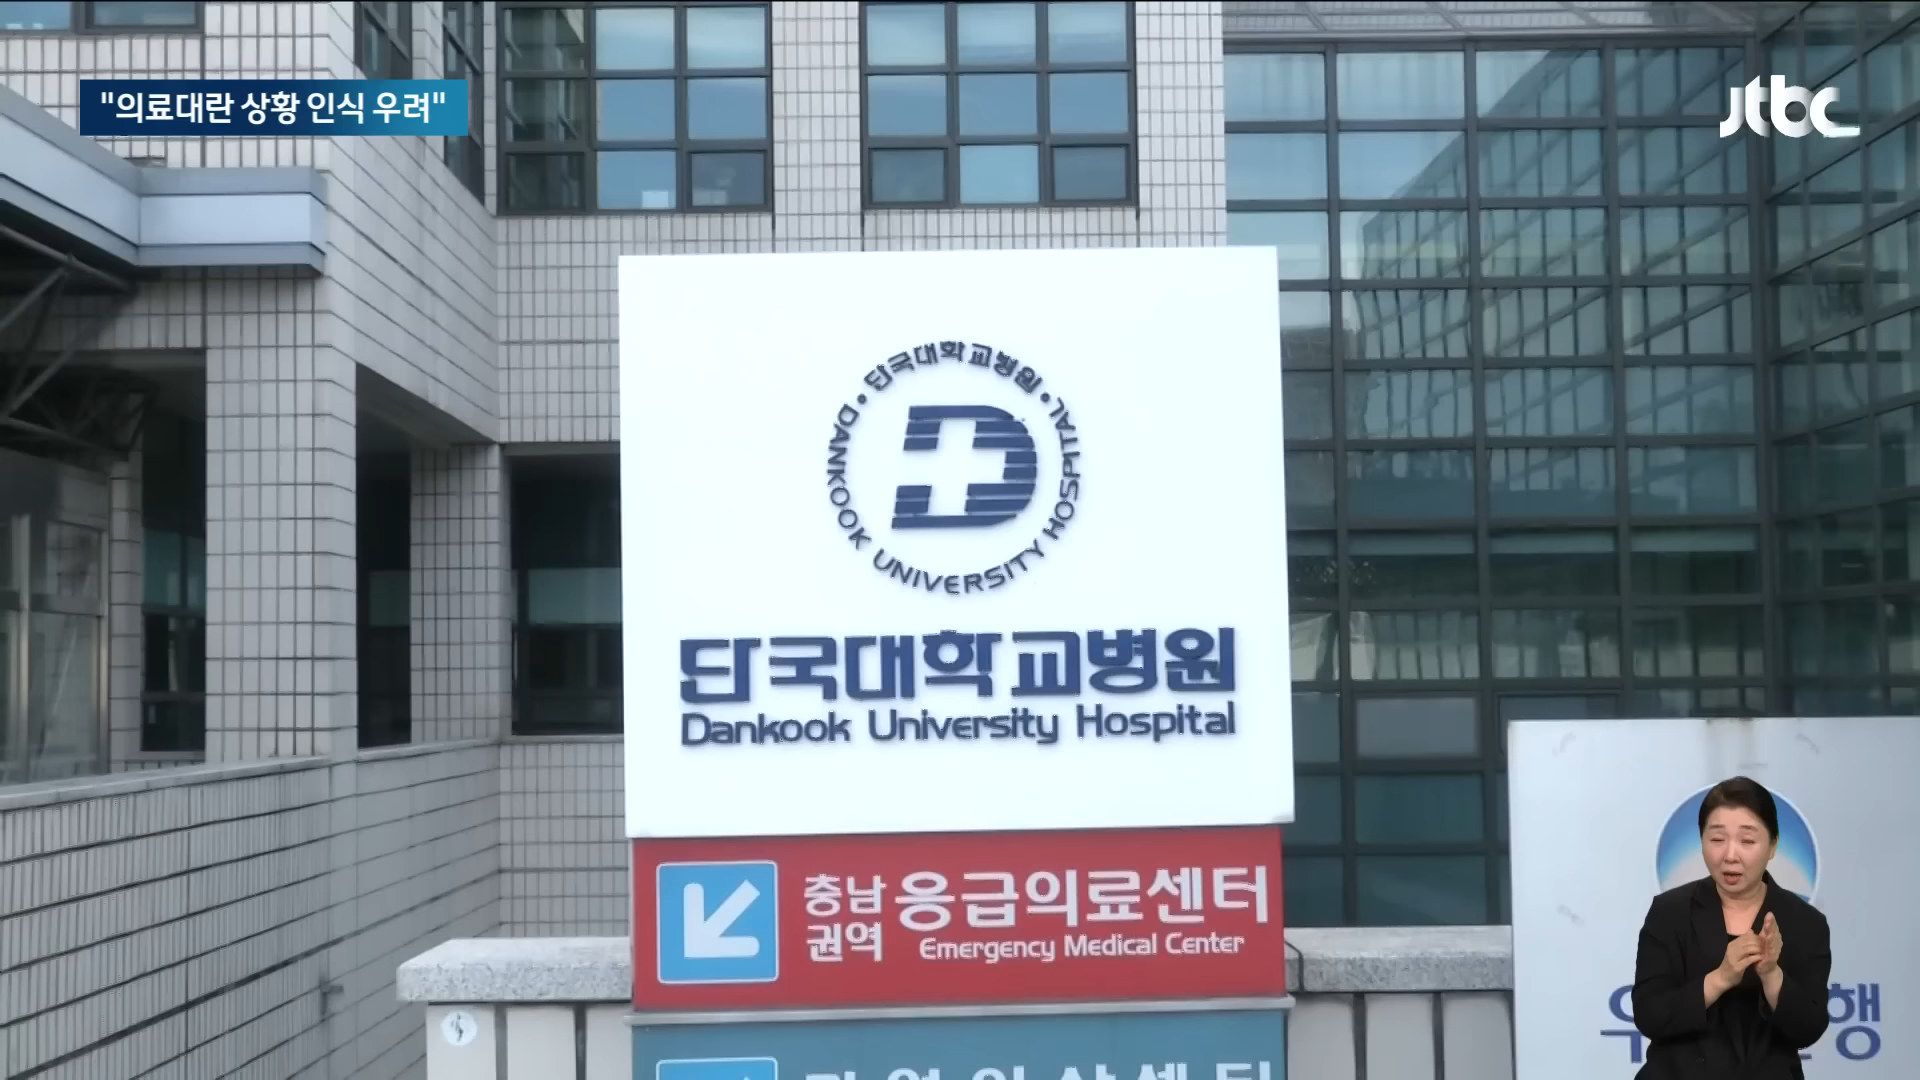 "의료대란 상황 인식 우려"
jtbc
단국대학교병원
DANKOOK UNIVERSITY HOSPITAL
D
단국대학교병원
Dankook University Hospital
충남
권역
응급의료센터
Emergency Medical Center